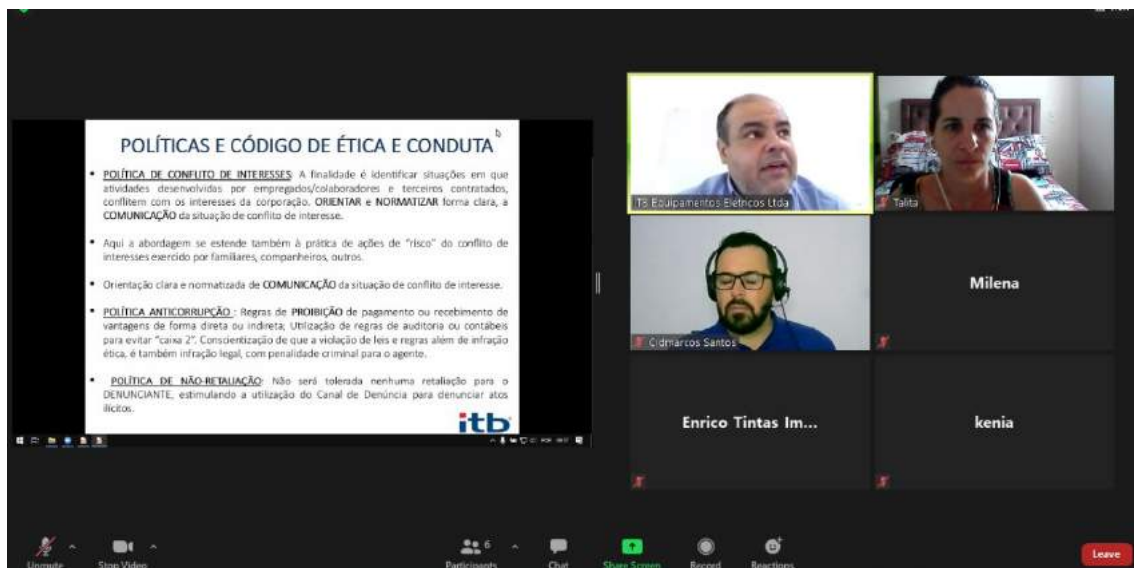 POLÍTICAS E CÓDIGO DE ÉTICA E CONDUTA
• POLÍTICA DE CONFLITO DE INTERESSES: A finalidade é identificar situações em que
atividades desenvolvidas por empregados/colaboradores e terceiros contratados,
conflitem com os interesses da corporação. ORIENTAR e NORMATIZAR forma clara, a
COMUNICAÇÃO da situação de conflito de interesse.
• Aqui a abordagem se estende também à prática de ações de "risco" do conflito de
interesses exercido por familiares, companheiros, outros.
• Orientação clara e normatizada de COMUNICAÇÃO da situação de conflito de interesse.
• POLÍTICA ANTICORRUPÇÃO : Regras de PROIBIÇÃO de pagamento ou recebimento de
vantagens de forma direta ou indireta; Utilização de regras de auditoria ou contábeis
para evitar "caixa 2". Conscientização de que a violação de leis e regras além de infração
ética, é também infração legal, com penalidade criminal para o agente.
• POLÍTICA DE NÃO-RETALIAÇÃO: Não será tolerada nenhuma retaliação para o
DENUNCIANTE, estimulando a utilização do Canal de Denúncia para denunciar atos
ilícitos.
itb
ITB Equipamentos Elétricos Ltda
Talita
Cidmarcos Santos
Milena
Enrico Tintas Im...
kenia
Unmute
Stop Video
6
Participants
Chat
Share Screen
Record
Reactions
Leave